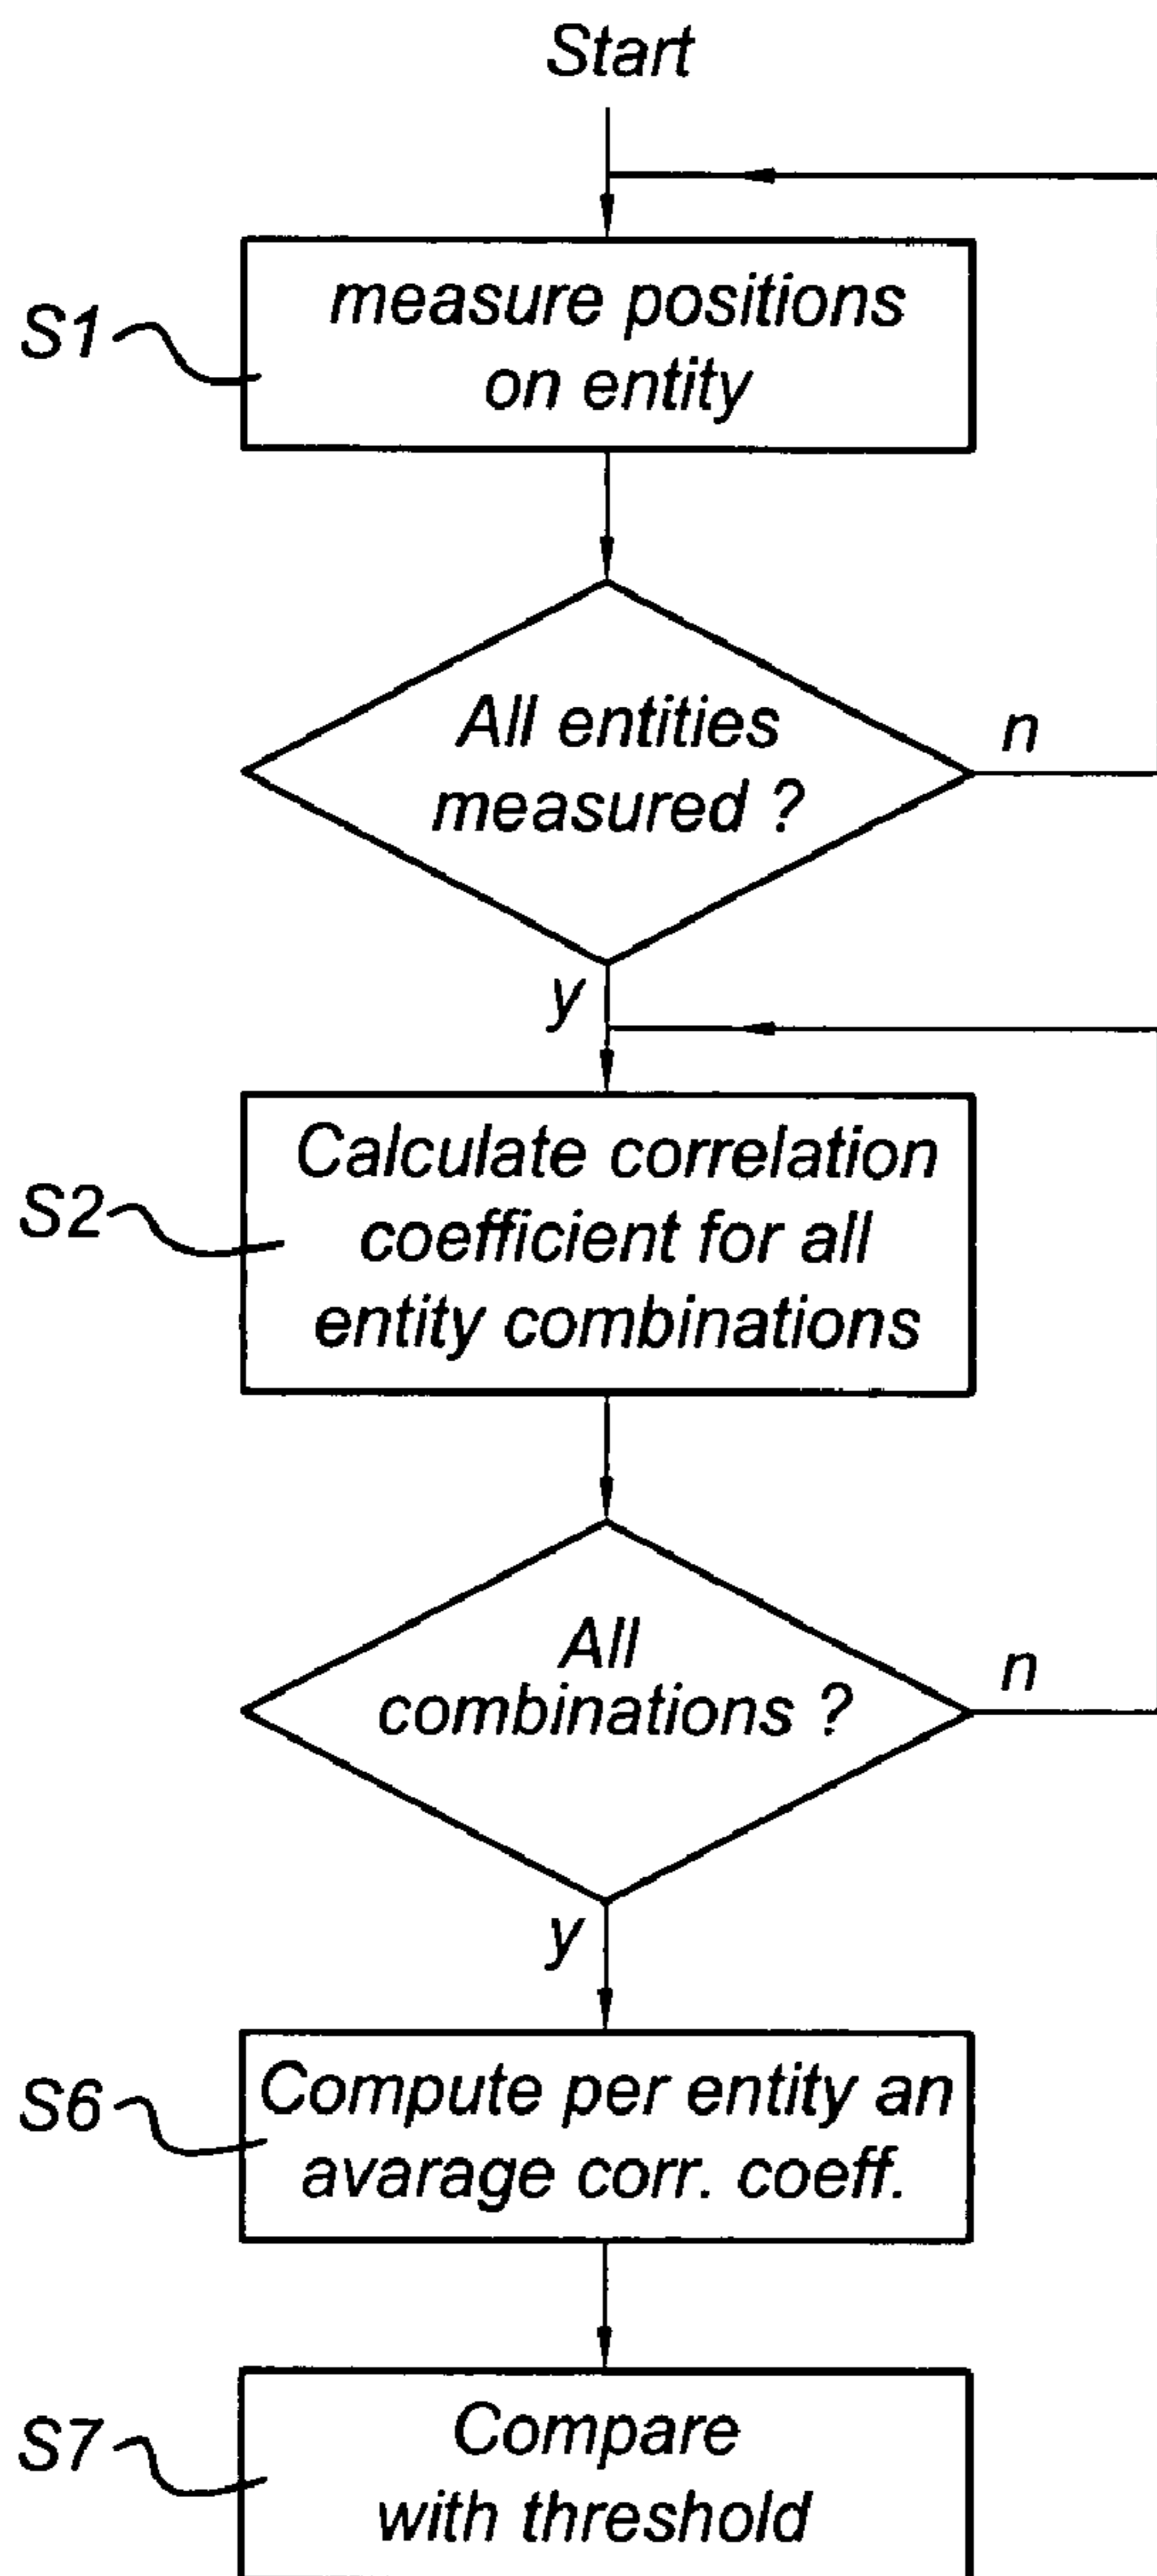 Start
S1
measure positions
on entity
All entities
measured ?
n
y
S2
Calculate correlation
coefficient for all
entity combinations
All
combinations ?
n
y
S6
Compute per entity an
avarage corr. coeff.
S7
Compare
with threshold